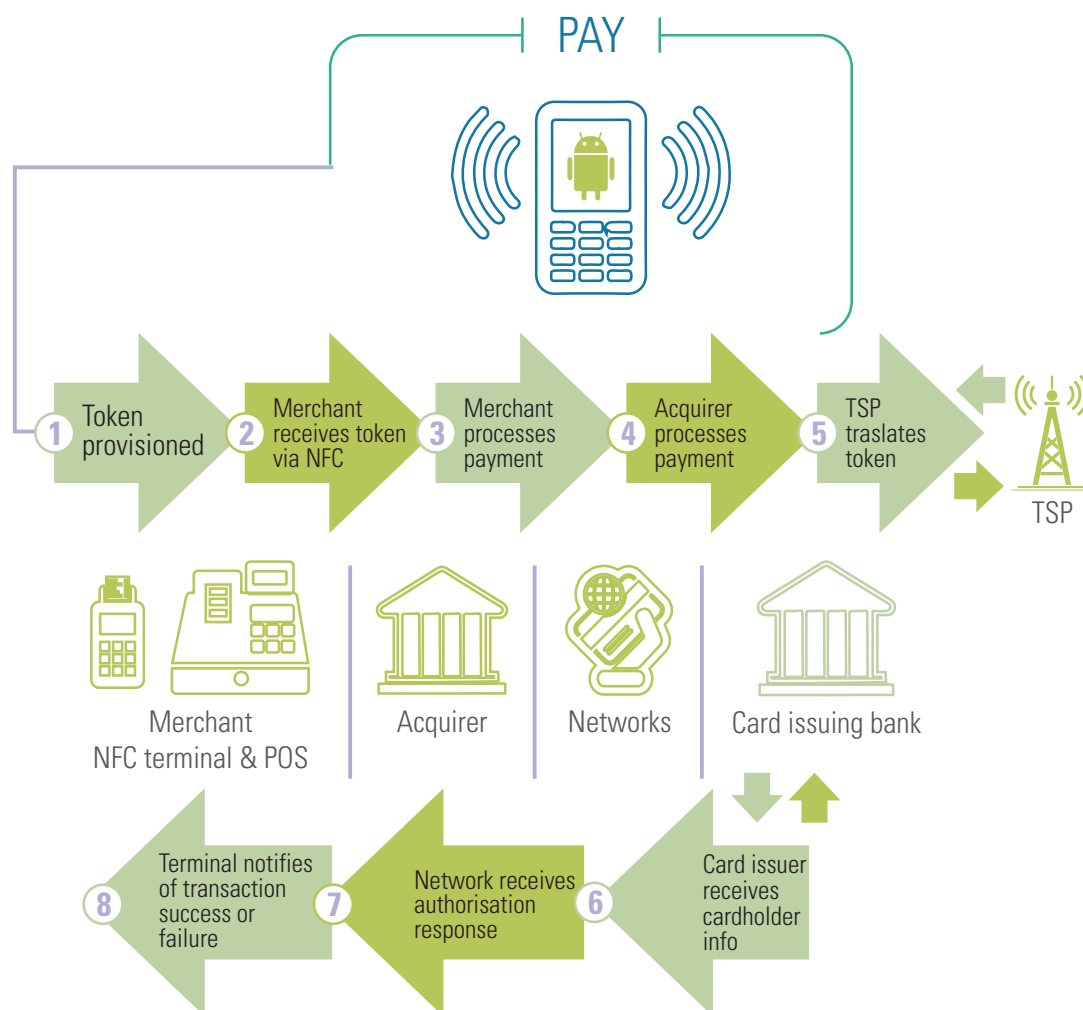 PAY
1
Token
provisioned
2
Merchant
receives token
via NFC
3
Merchant
processes
payment
4
Acquirer
processes
payment
5
TSP
traslates
token
TSP
Merchant
NFC terminal & POS
Acquirer
Networks
Card issuing bank
8
Terminal notifies
of transaction
success or
failure
7
Network receives
authorisation
response
6
Card issuer
receives
cardholder
info